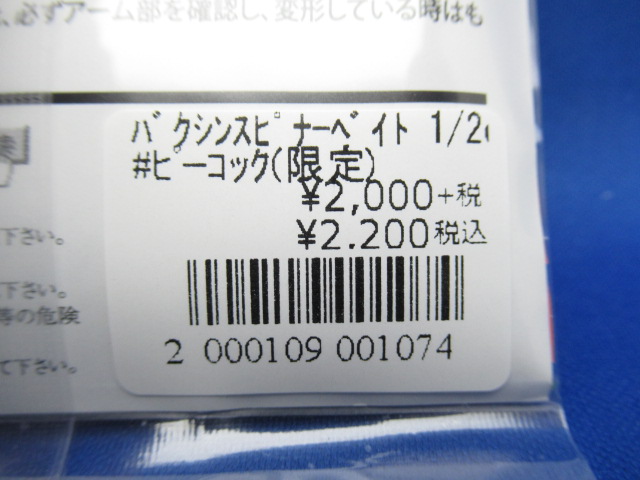 、必ずアーム部を確認し、変形している時はも
ﾊﾞｸｼﾝｽﾋﾟﾅｰﾍﾞｲﾄ 1/2
#ﾋﾟｰｺｯｸ(限定)
¥2,000+税
¥2.200税込
2 000109 001074
下さい。
下さい。
等の危険
て下さい。